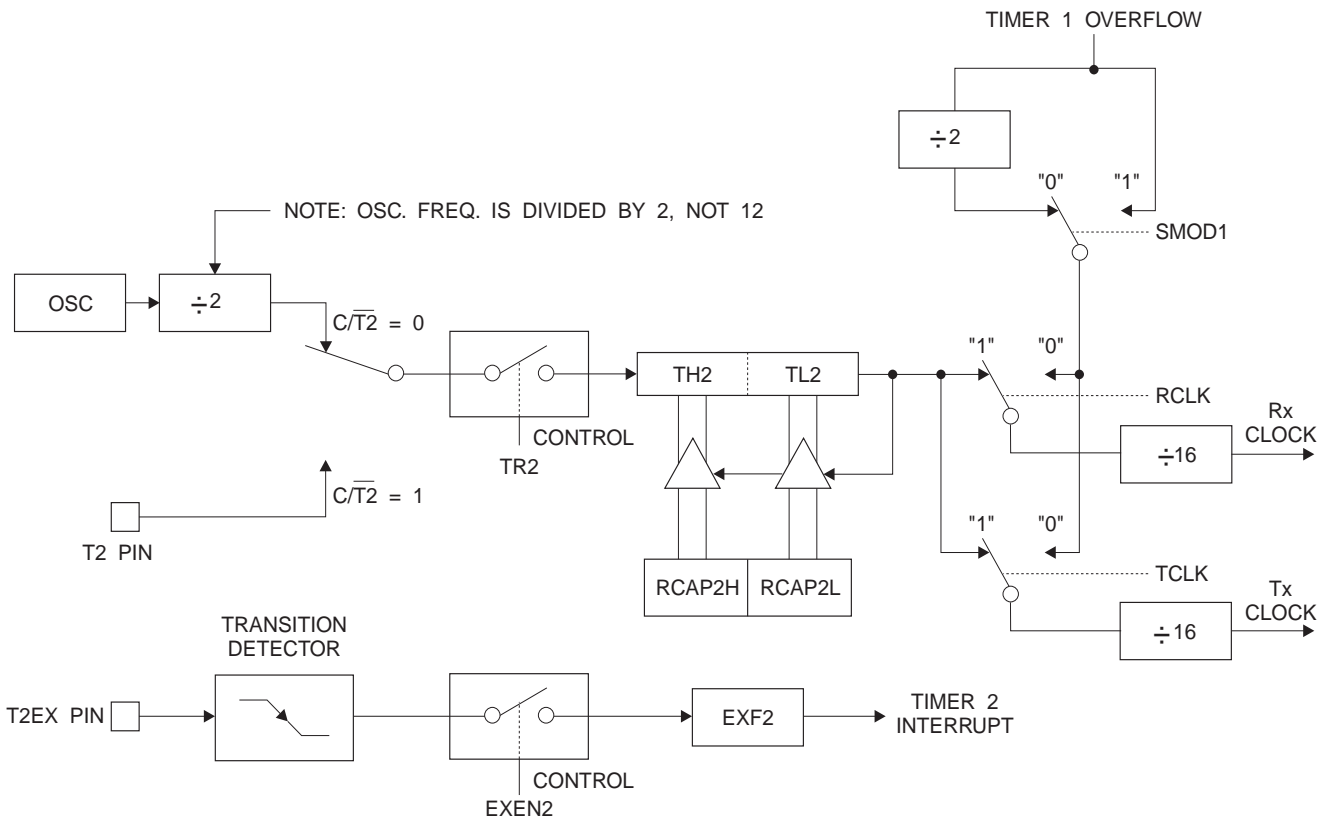 TIMER 1 OVERFLOW
÷2
"0" "1"
NOTE: OSC. FREQ. IS DIVIDED BY 2, NOT 12
SMOD1
OSC
÷2
C/T̅2̅ = 0
"1" "0"
TH2 TL2
RCLK
Rx
CLOCK
CONTROL
TR2
÷16
C/T̅2̅ = 1
T2 PIN
"1" "0"
TCLK
RCAP2H RCAP2L
Tx
CLOCK
÷16
TRANSITION
DETECTOR
T2EX PIN
EXF2
TIMER 2
INTERRUPT
CONTROL
EXEN2